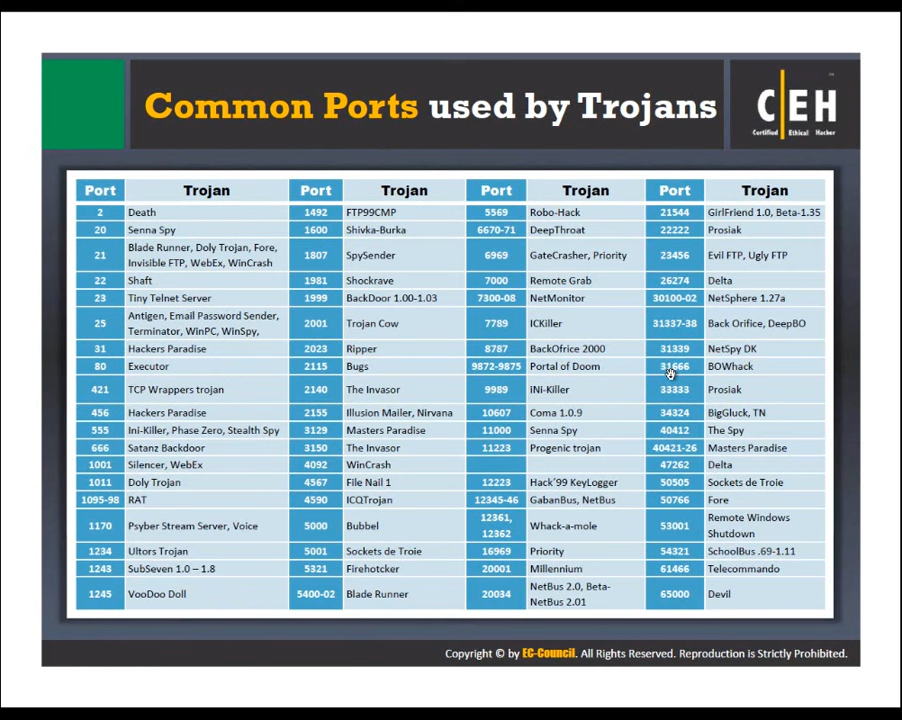 Common Ports used by Trojans
CEH
Certified Ethical Hacker
Port Trojan Port Trojan Port Trojan Port Trojan
2 Death 1492 FTP99CMP 5569 Robo-Hack 21544 GirlFriend 1.0, Beta-1.35
20 Senna Spy 1600 Shivka-Burka 6670-71 DeepThroat 22222 Prosiak
21 Blade Runner, Doly Trojan, Fore, 1807 SpySender 6969 GateCrasher, Priority 23456 Evil FTP, Ugly FTP
Invisible FTP, WebEx, WinCrash
22 Shaft 1981 Shockrave 7000 Remote Grab 26274 Delta
23 Tiny Telnet Server 1999 BackDoor 1.00-1.03 7300-08 NetMonitor 30100-02 NetSphere 1.27a
25 Antigen, Email Password Sender, 2001 Trojan Cow 7789 ICKiller 31337-38 Back Orifice, DeepBO
Terminator, WinPC, WinSpy,
31 Hackers Paradise 2023 Ripper 8787 BackOfrice 2000 31339 NetSpy DK
80 Executor 2115 Bugs 9872-9875 Portal of Doom 31666 BOWhack
421 TCP Wrappers trojan 2140 The Invasor 9989 iNi-Killer 33333 Prosiak
456 Hackers Paradise 2155 Illusion Mailer, Nirvana 10607 Coma 1.0.9 34324 BigGluck, TN
555 Ini-Killer, Phase Zero, Stealth Spy 3129 Masters Paradise 11000 Senna Spy 40412 The Spy
666 Satanz Backdoor 3150 The Invasor 11223 Progenic trojan 40421-26 Masters Paradise
1001 Silencer, WebEx 4092 WinCrash 47262 Delta
1011 Doly Trojan 4567 File Nail 1 12223 Hack'99 KeyLogger 50505 Sockets de Troie
1095-98 RAT 4590 ICQTrojan 12345-46 GabanBus, NetBus 50766 Fore
1170 Psyber Stream Server, Voice 5000 Bubbel 12361, 12362 Whack-a-mole 53001 Remote Windows
Shutdown
1234 Ultors Trojan 5001 Sockets de Troie 16969 Priority 54321 SchoolBus .69-1.11
1243 SubSeven 1.0 – 1.8 5321 Firehotcker 20001 Millennium 61466 Telecommando
1245 VooDoo Doll 5400-02 Blade Runner 20034 NetBus 2.0, Beta- 65000 Devil
NetBus 2.01
Copyright © by EC-Council. All Rights Reserved. Reproduction is Strictly Prohibited.